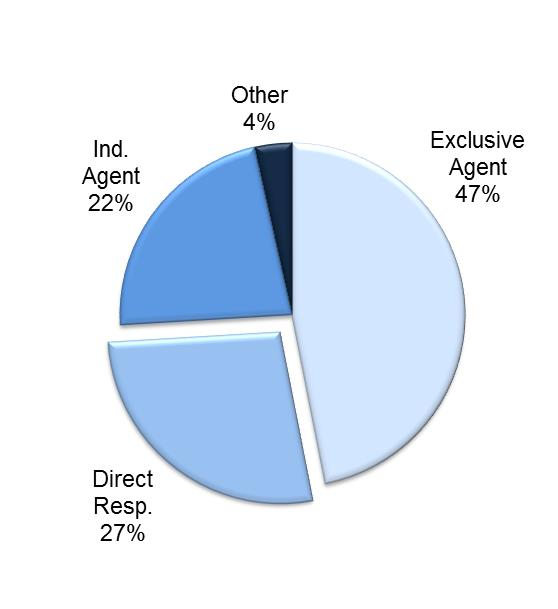 Other
4%
Exclusive
Agent
47%
Ind.
Agent
22%
Direct
Resp.
27%